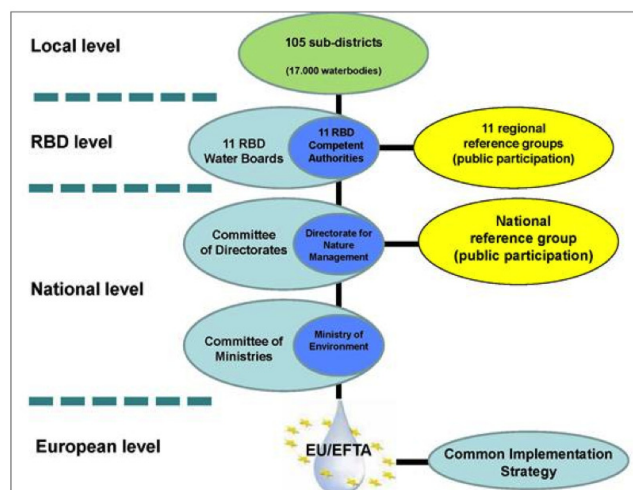 Local level
105 sub-districts
(17.000 waterbodies)
RBD level
11 RBD
Water Boards
11 RBD
Competent
Authorities
11 regional
reference groups
(public participation)
National level
Committee
of Directorates
Directorate for
Nature
Management
National
reference group
(public participation)
Committee of
Ministries
Ministry of
Environment
European level
EU/EFTA
Common Implementation
Strategy